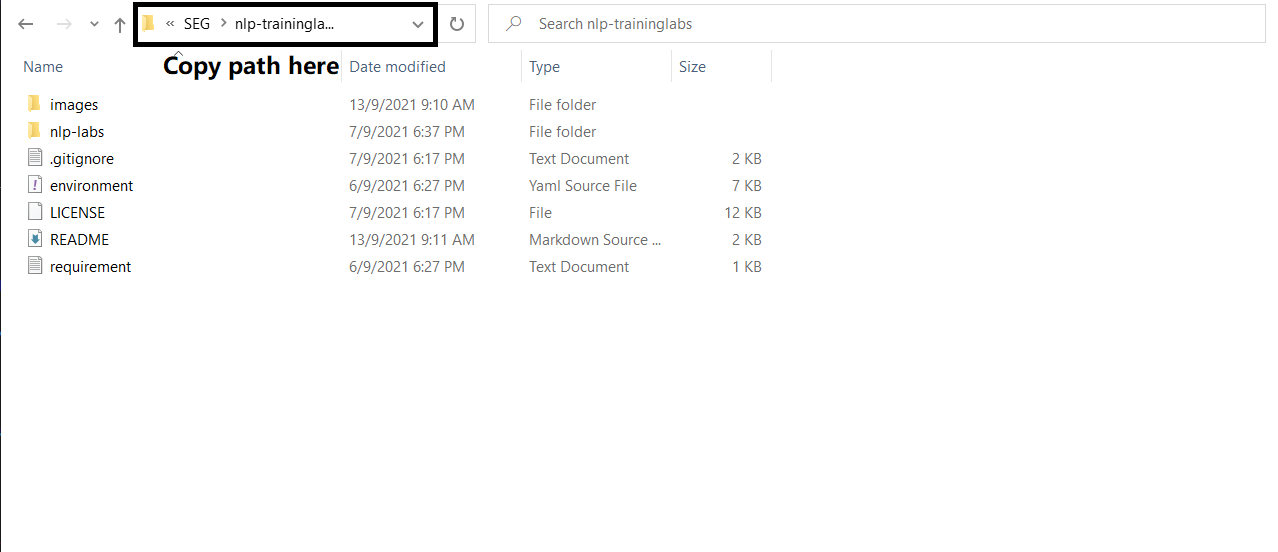 « SEG > nlp-trainingla... Search nlp-traininglabs
Copy path here
Name Date modified Type Size
images 13/9/2021 9:10 AM File folder
nlp-labs 7/9/2021 6:37 PM File folder
.gitignore 7/9/2021 6:17 PM Text Document 2 KB
environment 6/9/2021 6:27 PM Yaml Source File 7 KB
LICENSE 7/9/2021 6:17 PM File 12 KB
README 13/9/2021 9:11 AM Markdown Source ... 2 KB
requirement 6/9/2021 6:27 PM Text Document 1 KB